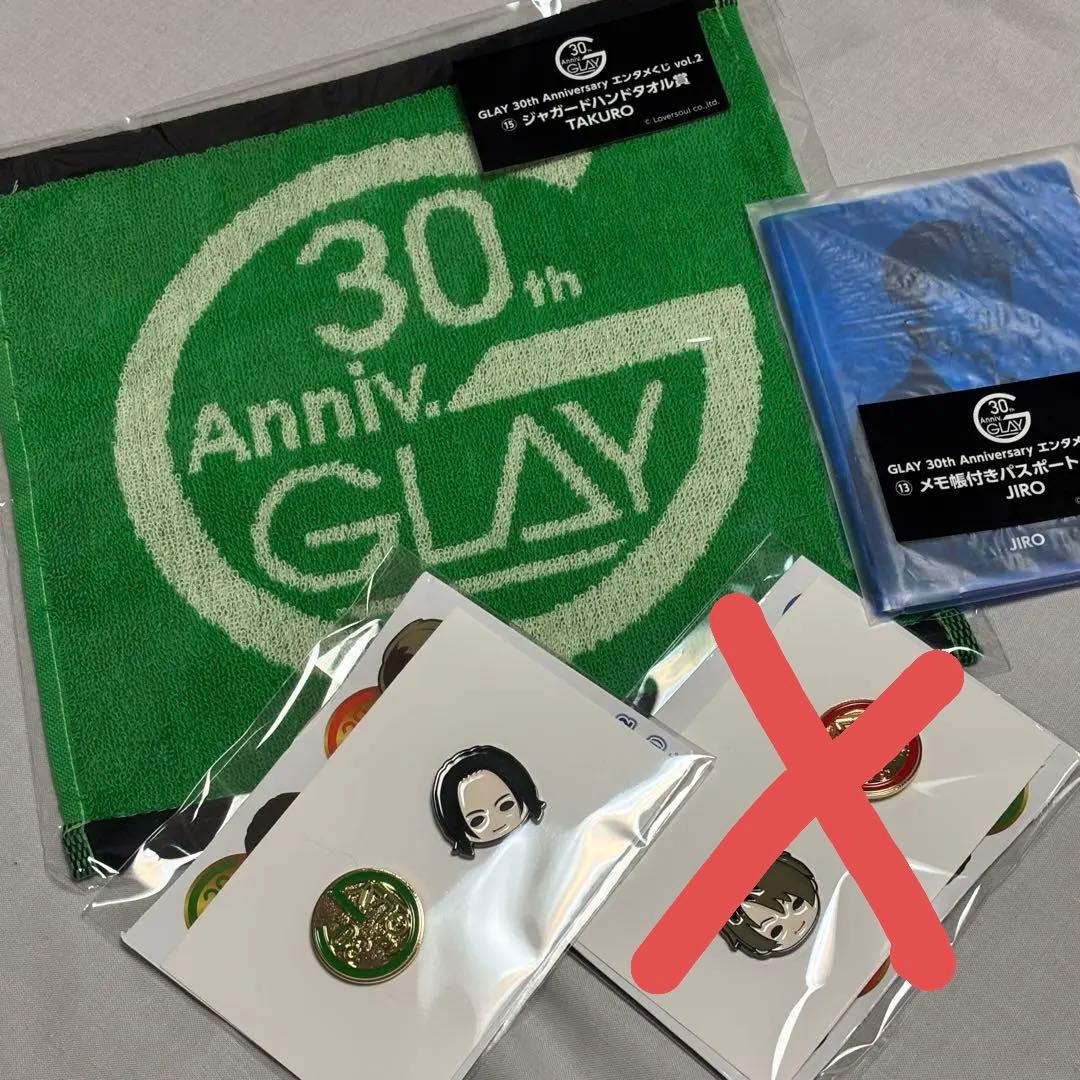 30th
Anniv.
GLAY
GLAY 30th Anniversary エンタメくじ vol.2
⑮ ジャガードハンドタオル賞
TAKURO
© Loversoul co.,ltd.
30th
Anniv.
GLAY
30th
Anniv.
GLAY
GLAY 30th Anniversary エンタメ
⑬ メモ帳付きパスポート
JIRO
JIRO